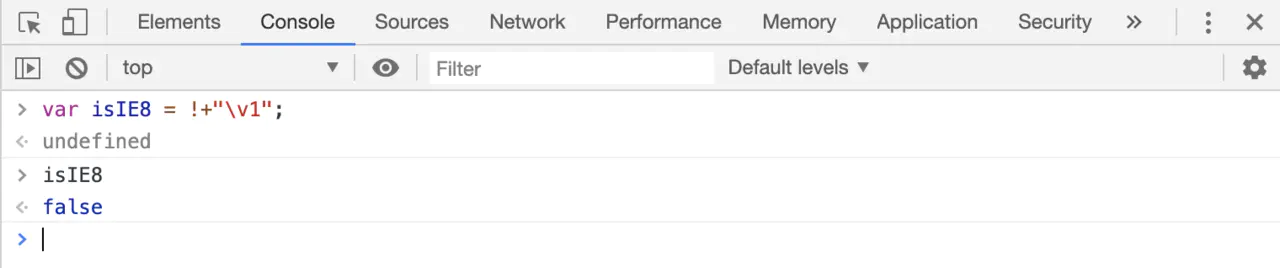 Elements Console Sources Network Performance Memory Application Security »
top Filter Default levels
> var isIE8 = !+"\v1";
undefined
> isIE8
false
>